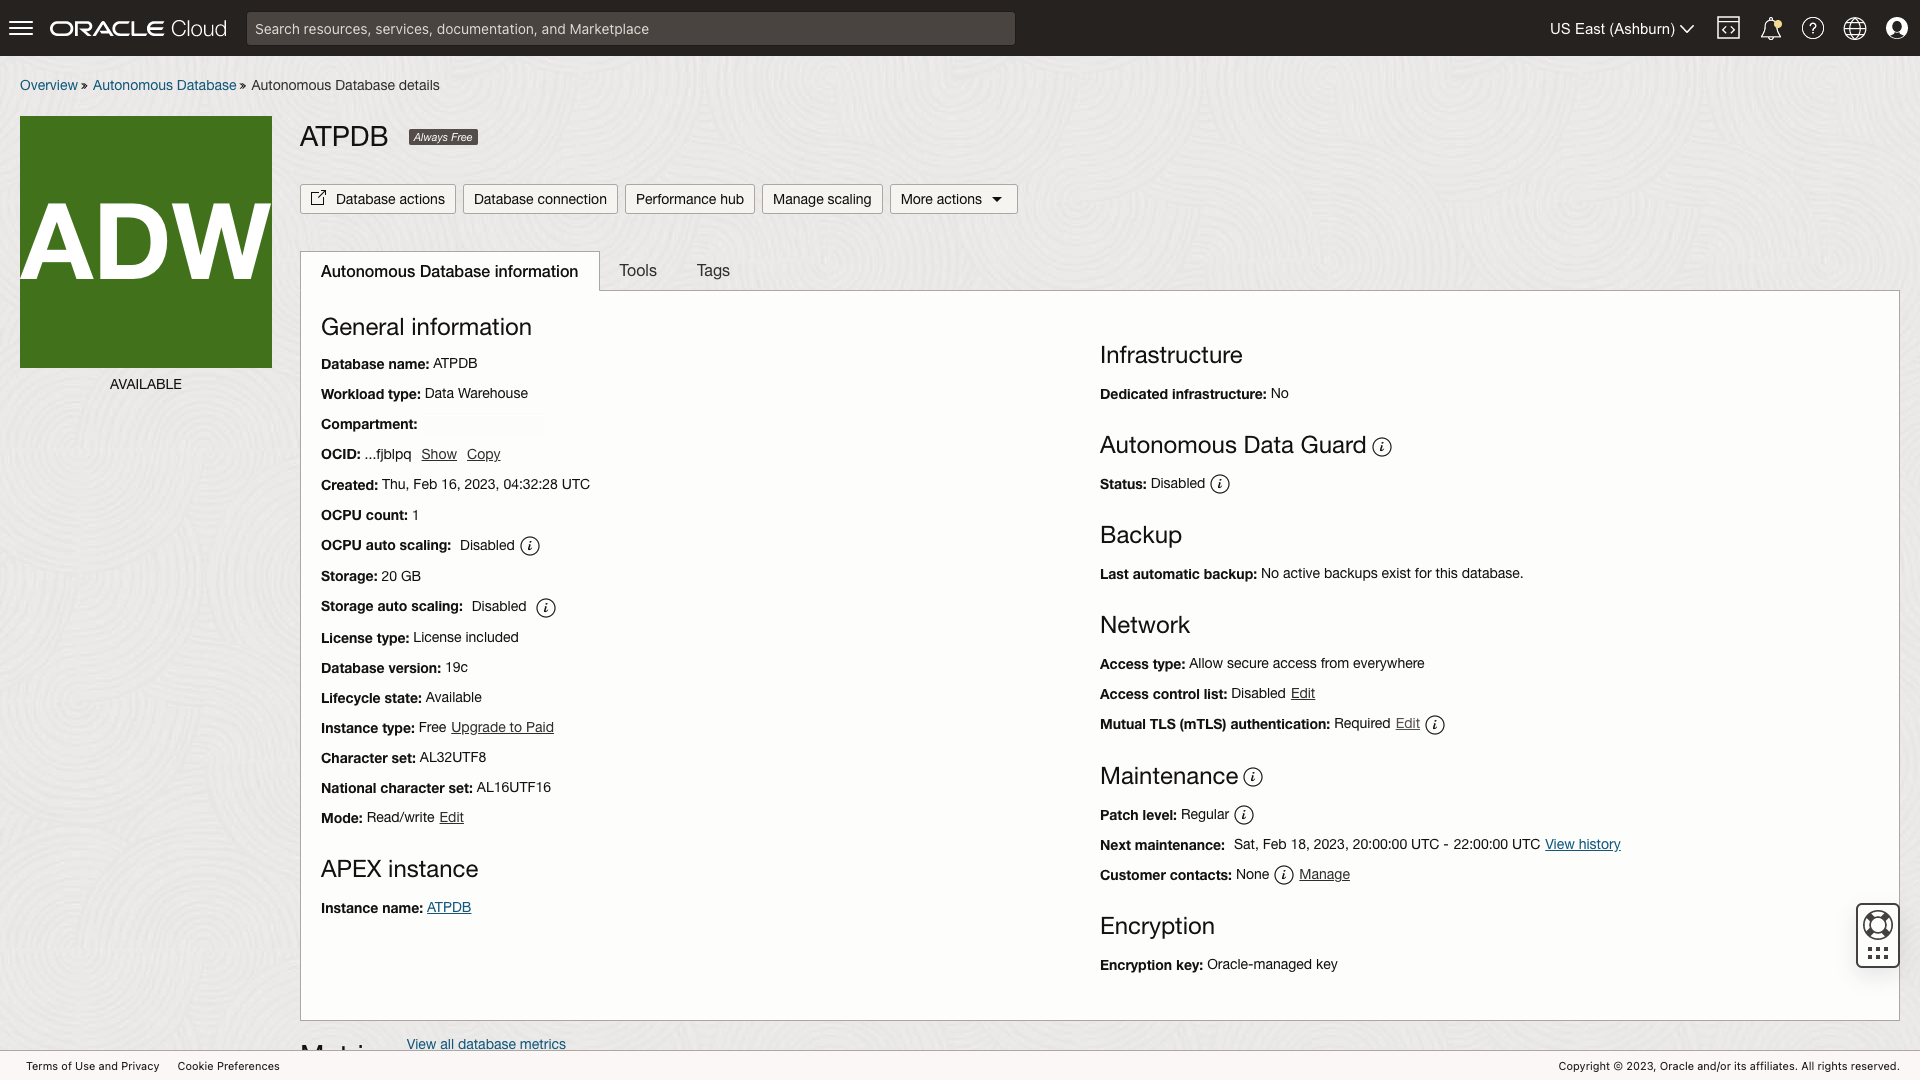 ORACLE Cloud
Search resources, services, documentation, and Marketplace
US East (Ashburn)
Overview » Autonomous Database » Autonomous Database details
ADW
AVAILABLE
ATPDB Always Free
Database actions Database connection Performance hub Manage scaling More actions
Autonomous Database information Tools Tags
General information
Database name: ATPDB
Workload type: Data Warehouse
Compartment:
OCID: ...fjblpq Show Copy
Created: Thu, Feb 16, 2023, 04:32:28 UTC
OCPU count: 1
OCPU auto scaling: Disabled
Storage: 20 GB
Storage auto scaling: Disabled
License type: License included
Database version: 19c
Lifecycle state: Available
Instance type: Free Upgrade to Paid
Character set: AL32UTF8
National character set: AL16UTF16
Mode: Read/write Edit
APEX instance
Instance name: ATPDB
Infrastructure
Dedicated infrastructure: No
Autonomous Data Guard
Status: Disabled
Backup
Last automatic backup: No active backups exist for this database.
Network
Access type: Allow secure access from everywhere
Access control list: Disabled Edit
Mutual TLS (mTLS) authentication: Required Edit
Maintenance
Patch level: Regular
Next maintenance: Sat, Feb 18, 2023, 20:00:00 UTC - 22:00:00 UTC View history
Customer contacts: None Manage
Encryption
Encryption key: Oracle-managed key
View all database metrics
Terms of Use and Privacy Cookie Preferences
Copyright © 2023, Oracle and/or its affiliates. All rights reserved.